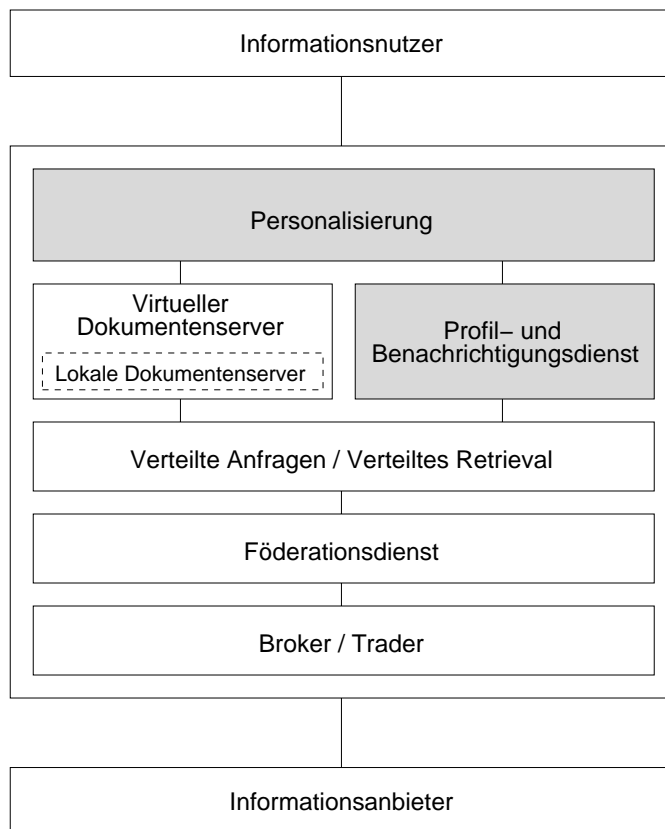 Informationsnutzer
Personalisierung
Virtueller
Dokumentenserver
Lokale Dokumentenserver
Profil– und
Benachrichtigungsdienst
Verteilte Anfragen / Verteiltes Retrieval
Föderationsdienst
Broker / Trader
Informationsanbieter